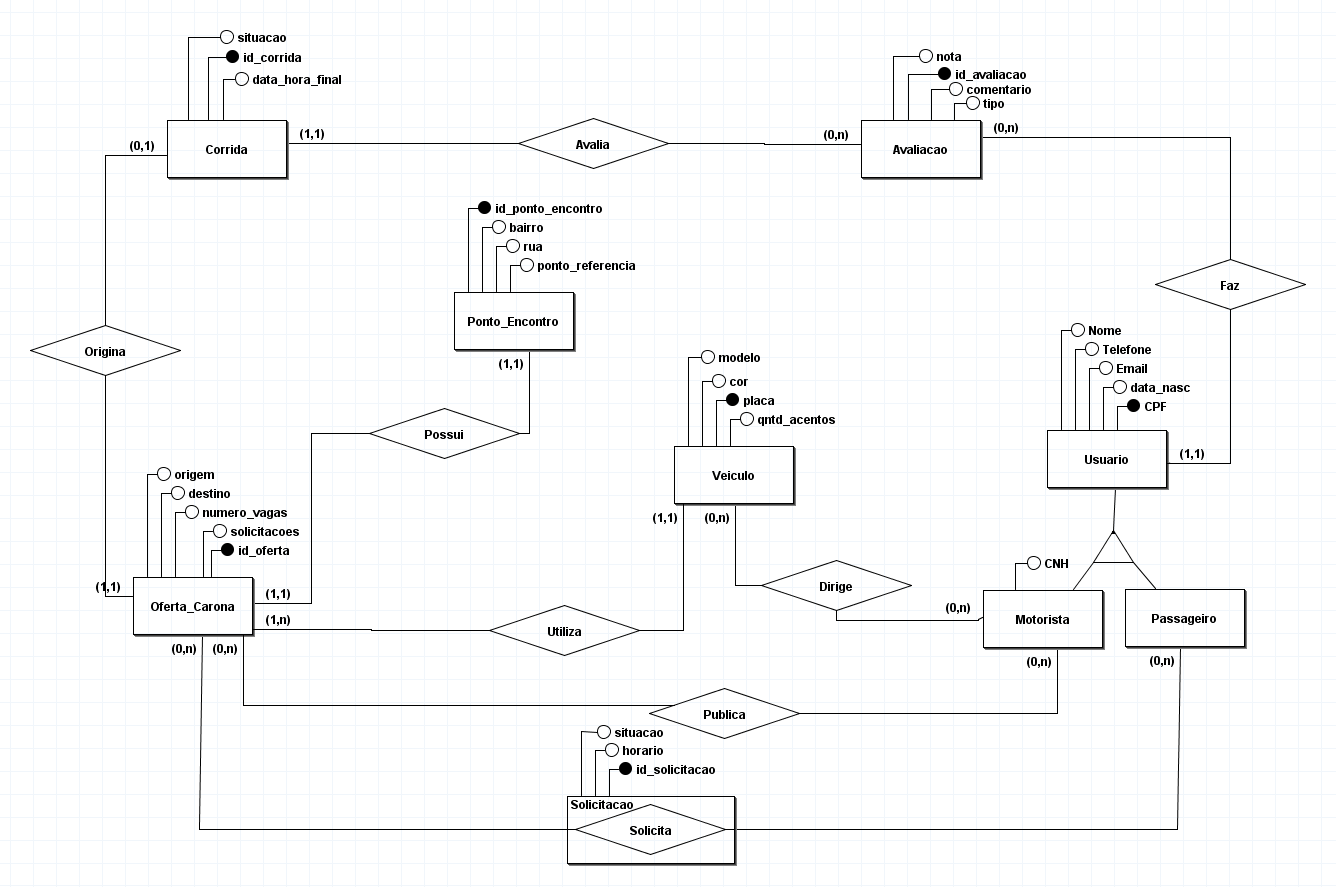 situacao
id_corrida
data_hora_final
(0,1)
Corrida
(1,1)
Avalia
(0,n)
nota
id_avaliacao
comentario
tipo
Avaliacao
(0,n)
id_ponto_encontro
bairro
rua
ponto_referencia
Ponto_Encontro
(1,1)
Faz
Origina
Possui
modelo
cor
placa
qntd_acentos
Veiculo
(1,1)
(0,n)
Nome
Telefone
Email
data_nasc
CPF
Usuario
(1,1)
origem
destino
numero_vagas
solicitacoes
id_oferta
(1,1)
Oferta_Carona
(1,1)
(1,n)
(0,n)
(0,n)
Utiliza
Dirige
(0,n)
CNH
Motorista
(0,n)
Passageiro
(0,n)
Publica
situacao
horario
id_solicitacao
Solicitacao
Solicita